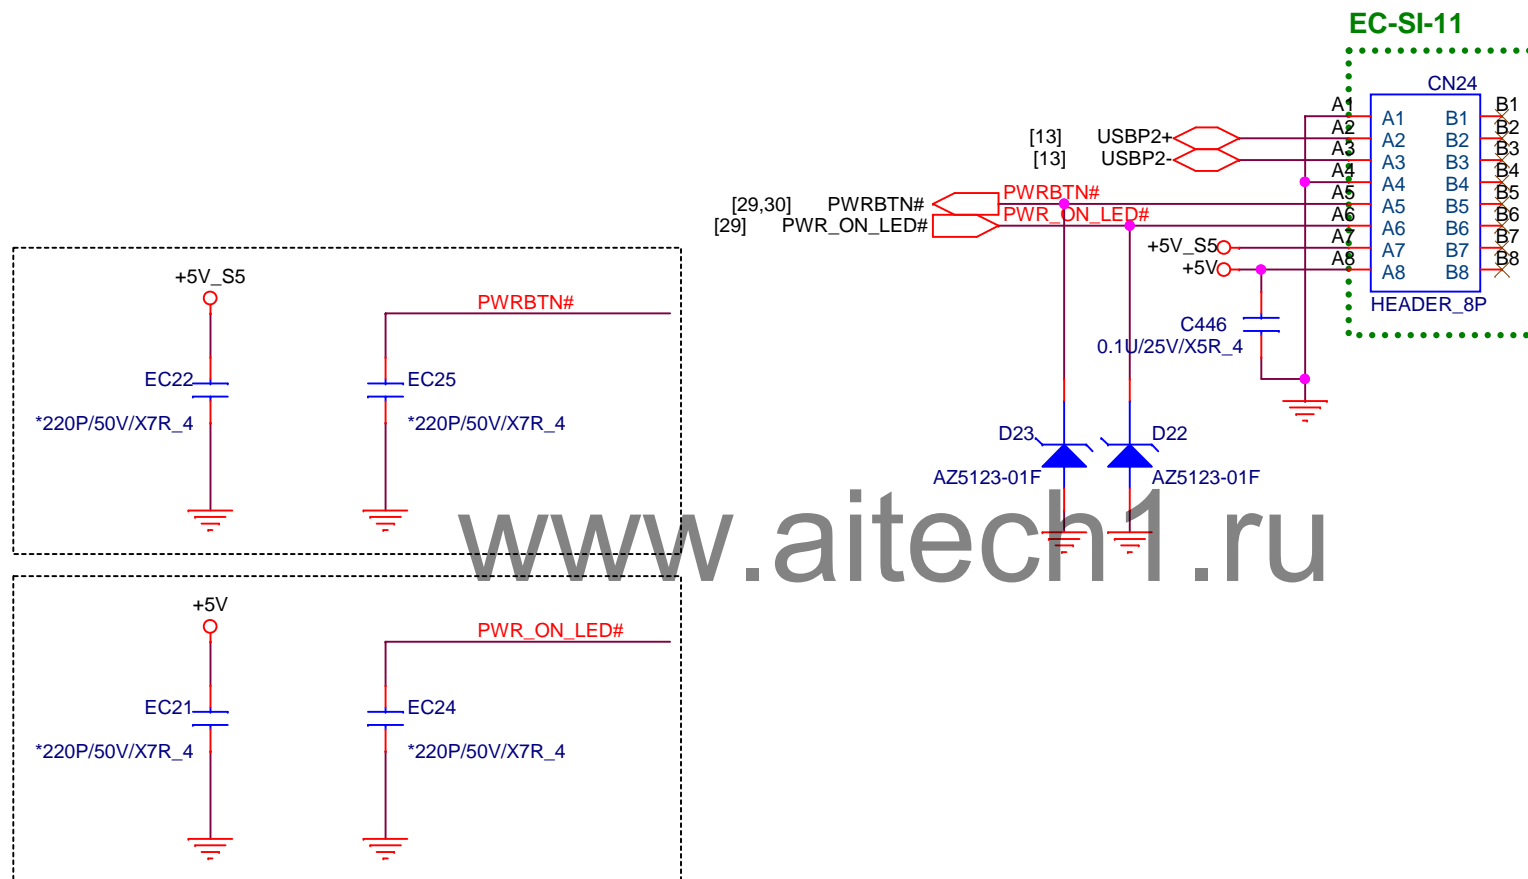 EC-SI-11
CN24
A1 A1 B1 B1
[13] USBP2+ A2 A2 B2 B2
[13] USBP2- A3 A3 B3 B3
A4 A4 B4 B4
[29,30] PWRBTN# PWRBTN# A5 A5 B5 B5
[29] PWR_ON_LED# PWR_ON_LED# A6 A6 B6 B6
+5V_S5 A7 A7 B7 B7
+5V A8 A8 B8 B8
HEADER_8P
C446
0.1U/25V/X5R_4
D23 D22
AZ5123-01F AZ5123-01F
+5V_S5
PWRBTN#
EC22 EC25
*220P/50V/X7R_4 *220P/50V/X7R_4
www.aitech1.ru
+5V
PWR_ON_LED#
EC21 EC24
*220P/50V/X7R_4 *220P/50V/X7R_4